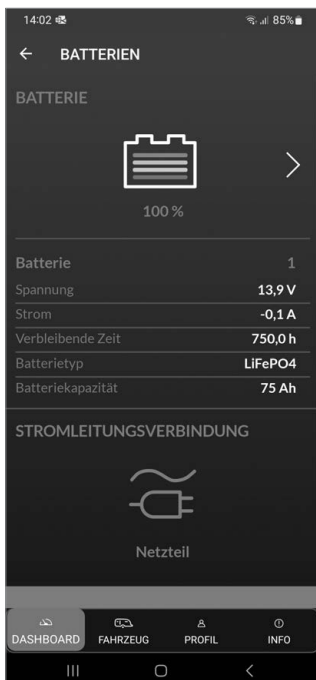 14:02 85%
BATTERIEN
BATTERIE
100 %
Batterie 1
Spannung 13,9 V
Strom -0,1 A
Verbleibende Zeit 750,0 h
Batterietyp LiFePO4
Batteriekapazität 75 Ah
STROMLEITUNGSVERBINDUNG
Netzteil
DASHBOARD FAHRZEUG PROFIL INFO